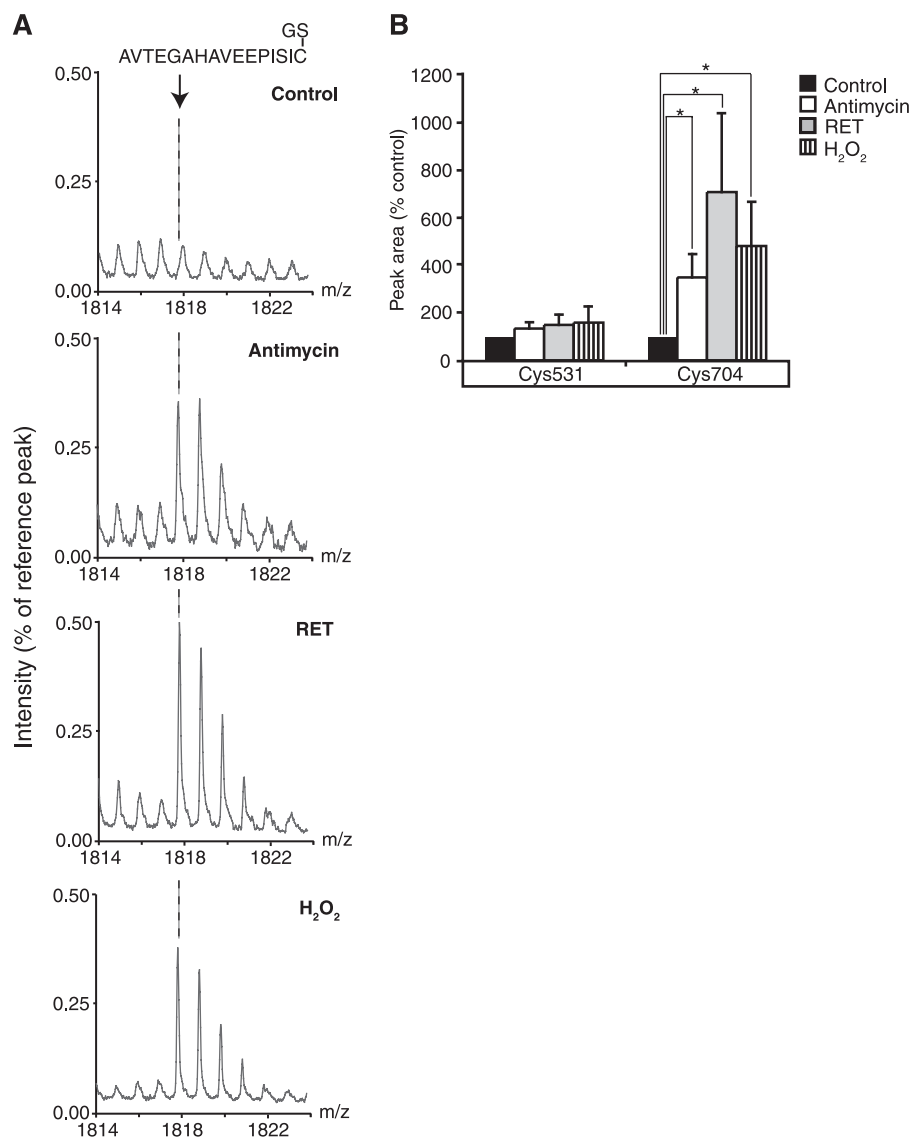 A
GS
AVTEGAHAVEEPISIC
Intensity (% of reference peak)
0.50
Control
0.25
0.00
1814 1818 1822
m/z
Antimycin
0.50
0.25
0.00
1814 1818 1822
m/z
0.50
RET
0.25
0.00
1814 1818 1822
m/z
0.50
H₂O₂
0.25
0.00
1814 1818 1822
m/z
B
Peak area (% control)
1200
1000
800
600
400
200
0
*
*
*
Cys531
Cys704
Control
Antimycin
RET
H₂O₂